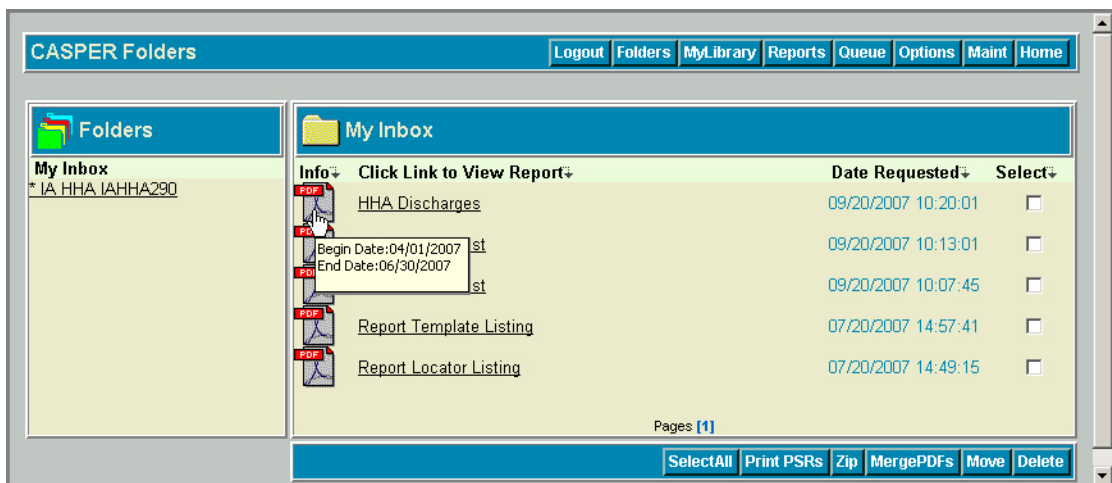 CASPER Folders
Logout Folders MyLibrary Reports Queue Options Maint Home
Folders
My Inbox
My Inbox
* IA HHA IAHHA290
Info Click Link to View Report Date Requested Select
PDF HHA Discharges 09/20/2007 10:20:01
st 09/20/2007 10:13:01
Begin Date:04/01/2007
End Date:06/30/2007
st 09/20/2007 10:07:45
PDF Report Template Listing 07/20/2007 14:57:41
PDF Report Locator Listing 07/20/2007 14:49:15
Pages [1]
SelectAll Print PSRs Zip MergePDFs Move Delete